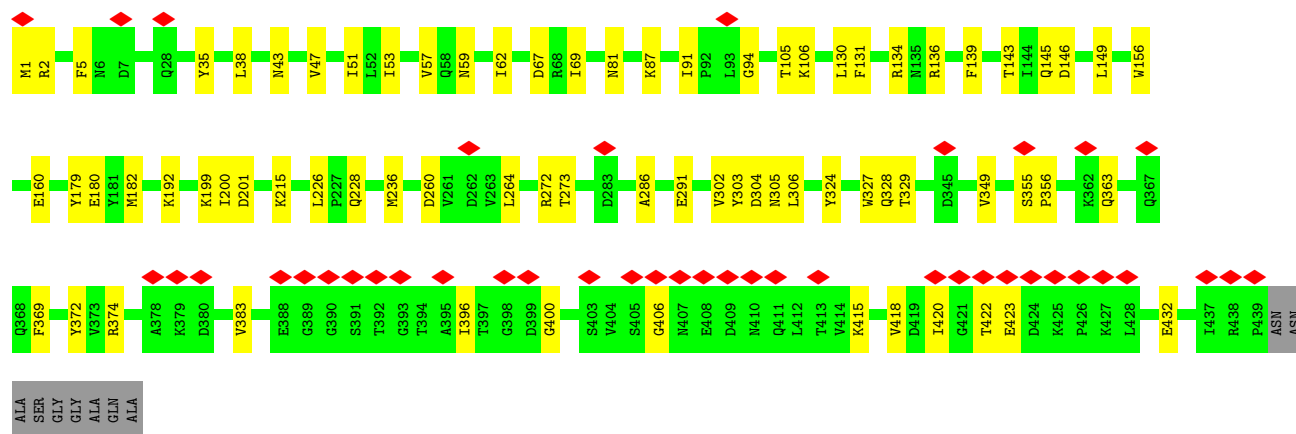 M1 R2 F5 N6 D7 Q28 Y35 L38 N43 V47 I51 L52 I53 V57 Q58 N59 I62 D67 R68 I69 N81 K87 I91 P92 L93 G94 T105 K106 L130 F131 R134 N135 R136 F139 T143 I144 Q145 D146 L149 W156
E160 Y179 E180 Y181 M182 K192 K199 I200 D201 K215 L226 P227 Q228 M236 D260 V261 D262 V263 L264 R272 T273 D283 A286 E291 V302 Y303 D304 N305 L306 Y324 W327 Q328 T329 D345 V349 S355 P356 K362 Q363 Q367
Q368 F369 Y372 V373 R374 A378 K379 D380 V383 E388 G389 G390 S391 T392 G393 T394 A395 I396 T397 G398 D399 G400 S403 V404 S405 G406 N407 E408 D409 N410 Q411 L412 T413 V414 K415 V418 D419 I420 G421 T422 E423 D424 K425 P426 K427 L428 E432 I437 R438 P439 ASN ASN
ALA SER GLY GLY ALA GLN ALA